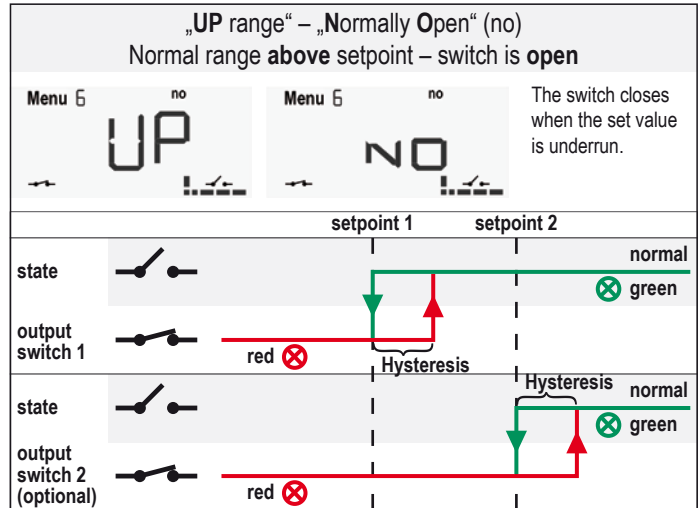 „UP range“ – „Normally Open“ (no)
Normal range above setpoint – switch is open
Menu 6 no
UP
Menu 6 no
NO
The switch closes
when the set value
is underrun.
setpoint 1 setpoint 2
normal
state
green
output
switch 1
red
Hysteresis
Hysteresis
normal
state
green
output
switch 2
(optional)
red